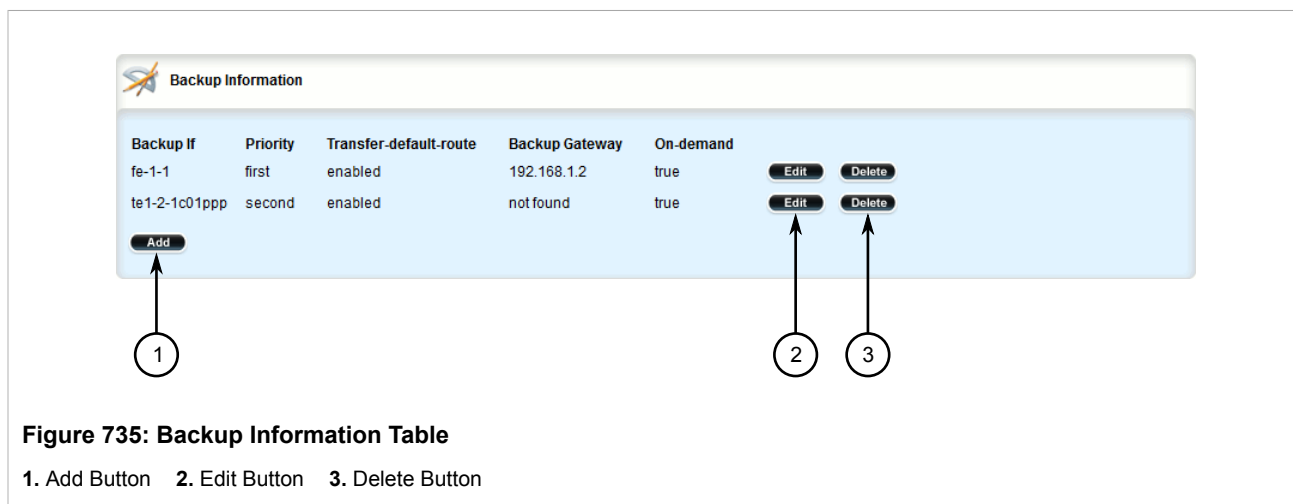 Backup Information
Backup If Priority Transfer-default-route Backup Gateway On-demand
fe-1-1 first enabled 192.168.1.2 true Edit Delete
te1-2-1c01ppp second enabled not found true Edit Delete
Add
1 2 3
Figure 735: Backup Information Table
1. Add Button 2. Edit Button 3. Delete Button